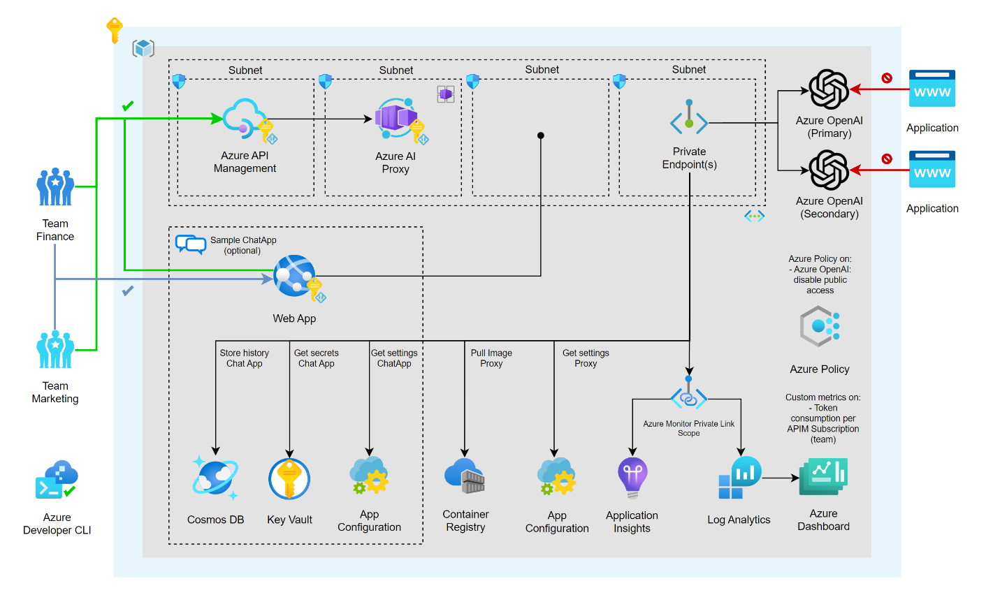 Subnet
Subnet
Subnet
Subnet
Azure API
Management
Azure AI
Proxy
Private
Endpoint(s)
Azure OpenAI
(Primary)
Azure OpenAI
(Secondary)
WWW
Application
WWW
Application
Team
Finance
Team
Marketing
Azure
Developer CLI
Sample ChatApp
(optional)
Web App
Store history
Chat App
Get secrets
Chat App
Get settings
ChatApp
Pull Image
Proxy
Get settings
Proxy
Azure Monitor Private Link
Scope
Azure Policy on:
- Azure OpenAI:
disable public
access
Azure Policy
Custom metrics on:
- Token
consumption per
APIM Subscription
(team)
Cosmos DB
Key Vault
App
Configuration
Container
Registry
App
Configuration
Application
Insights
Log Analytics
Azure
Dashboard